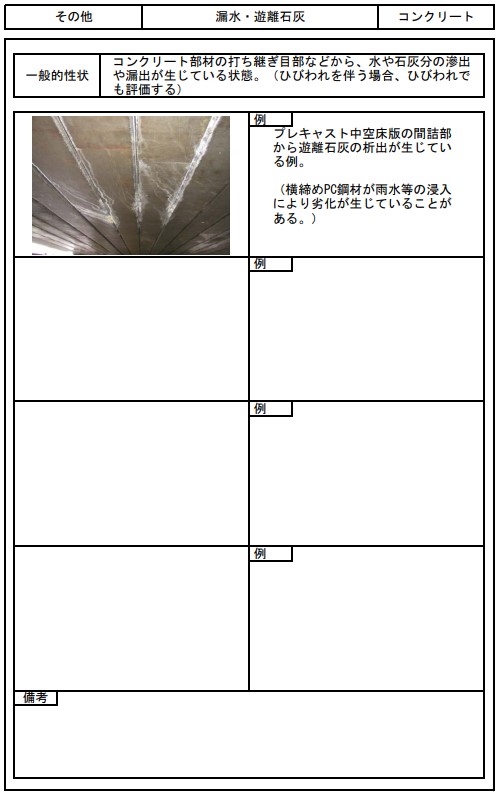 その他 漏水・遊離石灰 コンクリート
一般的性状
コンクリート部材の打ち継ぎ目部などから、水や石灰分の滲出
や漏出が生じている状態。（ひびわれを伴う場合、ひびわれで
も評価する）
例
プレキャスト中空床版の間詰部
から遊離石灰の析出が生じてい
る例。
（横締めPC鋼材が雨水等の浸入
により劣化が生じていることが
ある。）
例
例
例
備考